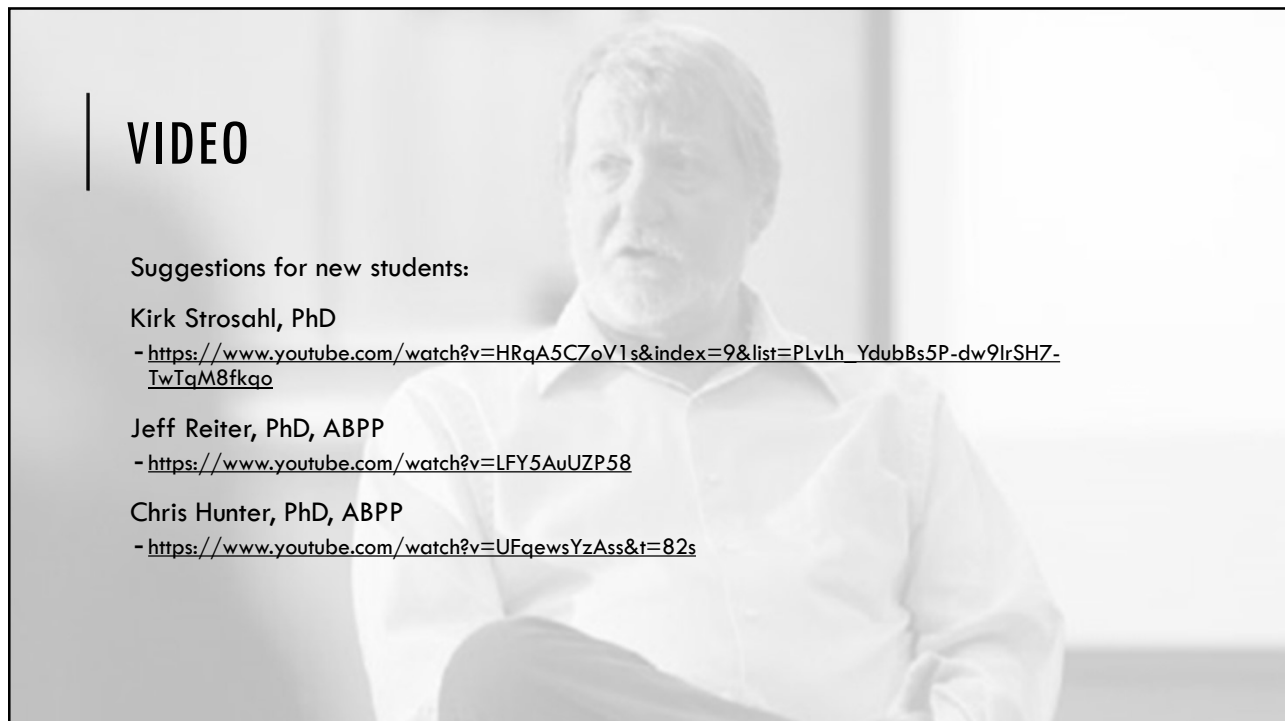 VIDEO
Suggestions for new students:
Kirk Strosahl, PhD
- https://www.youtube.com/watch?v=HRqA5C7oV1s&index=9&list=PLvLh_YdubBs5P-dw9IrSH7-
TwTqM8fkqo
Jeff Reiter, PhD, ABPP
- https://www.youtube.com/watch?v=LFY5AuUZP58
Chris Hunter, PhD, ABPP
- https://www.youtube.com/watch?v=UFqewsYzAss&t=82s